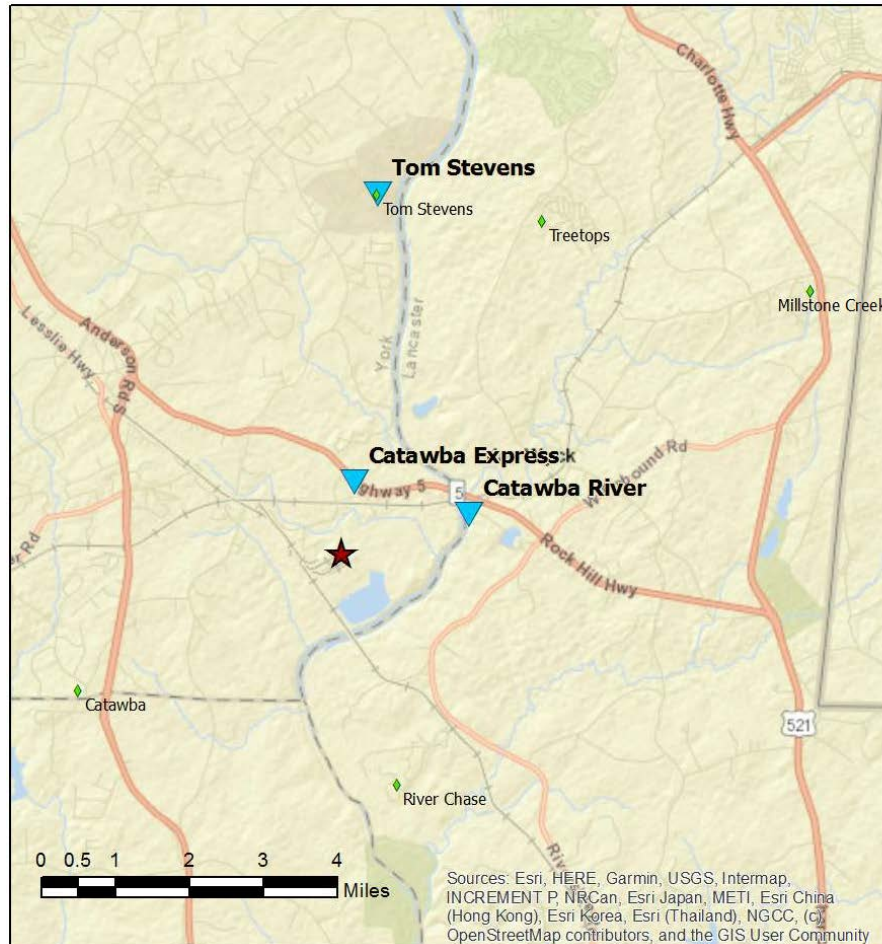 Charlotte Hwy
Tom Stevens
Tom Stevens
Treetops
Millstone Creek
Lesslie Hwy
Anderson Rd S
York
Lancaster
Catawba Express
Highway 5
5
Catawba River
Rd
Rock Hill Hwy
521
Catawba
River Chase
0 0.5 1 2 3 4
Miles
Sources: Esri, HERE, Garmin, USGS, Intermap,
INCREMENT P, NRCan, Esri Japan, METI, Esri China
(Hong Kong), Esri Korea, Esri (Thailand), NGCC, (c)
OpenStreetMap contributors, and the GIS User Community